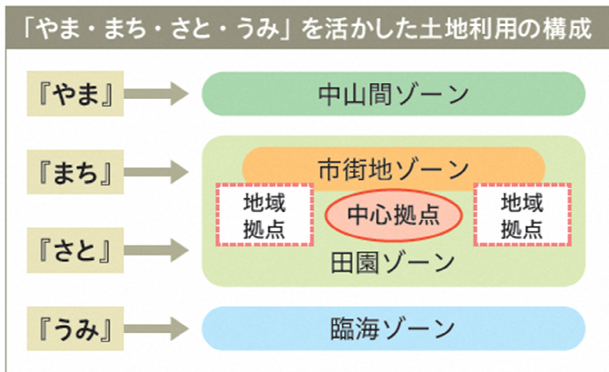 「やま・まち・さと・うみ」を活かした土地利用の構成
『やま』
中山間ゾーン
『まち』
市街地ゾーン
地域
拠点
中心拠点
地域
拠点
『さと』
田園ゾーン
『うみ』
臨海ゾーン